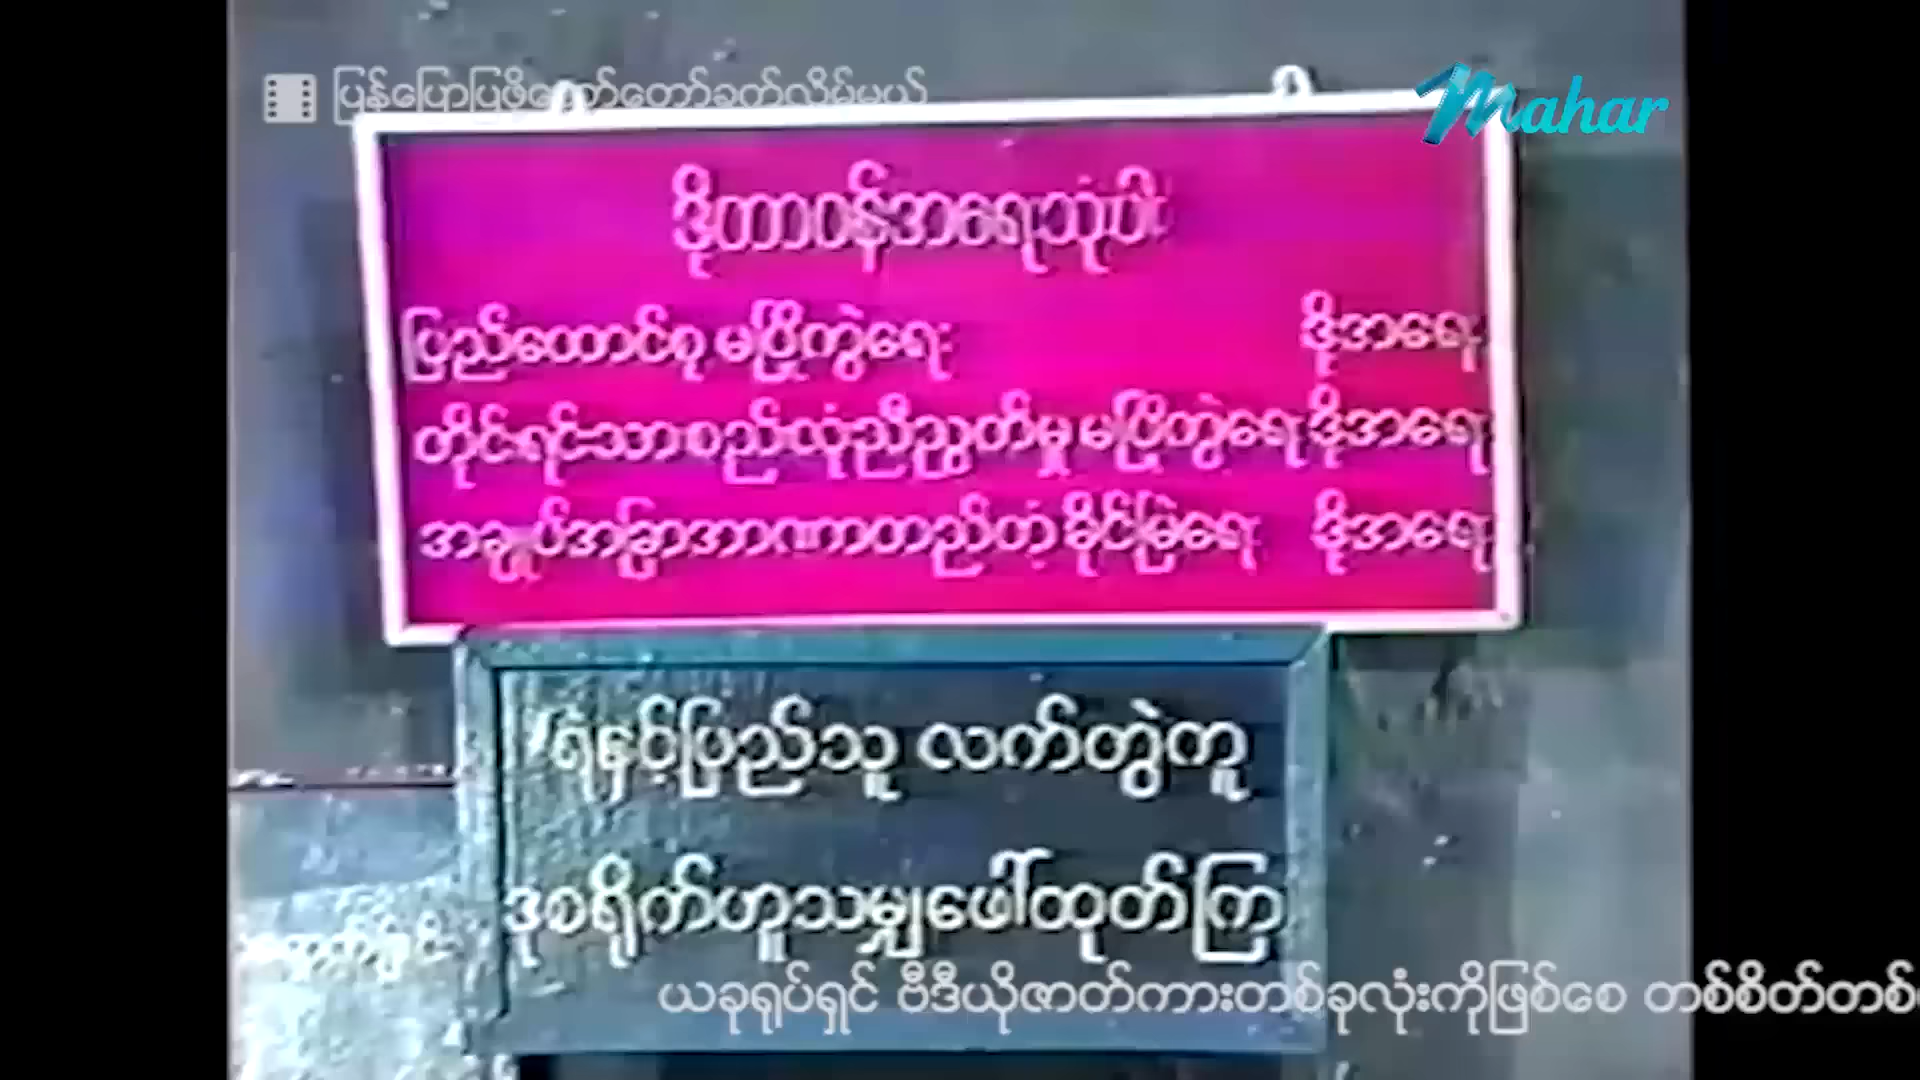 ပြန်ပြောပြဖို့တော်တော်ခက်လိမ့်မယ်
Mahar
ဒို့တာဝန်အရေးသုံးပါး
ပြည်ထောင်စု မပြိုကွဲရေး ဒို့အရေး
တိုင်းရင်းသားစည်းလုံးညီညွတ်မှု မပြိုကွဲရေး ဒို့အရေး
အချုပ်အခြာအာဏာတည်တံ့ ခိုင်မြဲရေး ဒို့အရေး
ရဲနှင့်ပြည်သူ လက်တွဲကူ
ဒုစရိုက်ဟူသမျှဖေါ်ထုတ်ကြ
ယခုရုပ်ရှင် ဗီဒီယိုဇာတ်ကားတစ်ခုလုံးကိုဖြစ်စေ တစ်စိတ်တစ်